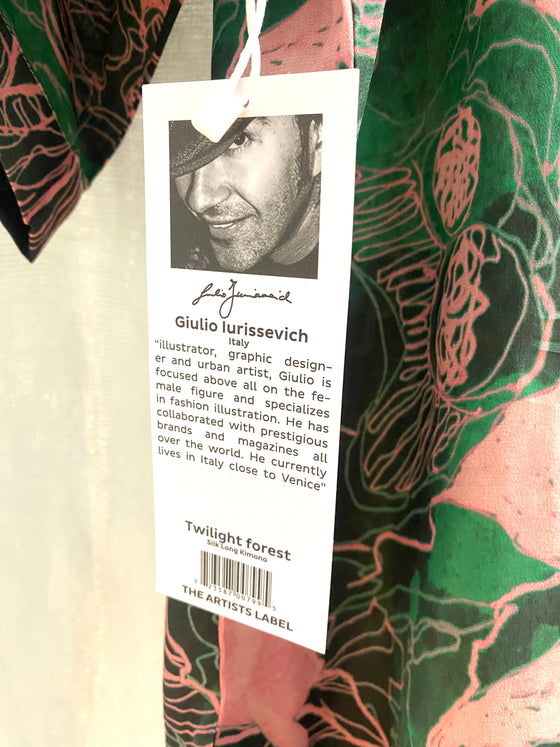 Giulio Iurissevich
Giulio Iurissevich
Italy
"illustrator, graphic design-
er and urban artist, Giulio is
focused above all on the fe-
male figure and specializes
in fashion illustration. He has
collaborated with prestigious
brands and magazines all
over the world. He currently
lives in Italy close to Venice"
Twilight forest
Silk Long Kimono
THE ARTISTS LABEL